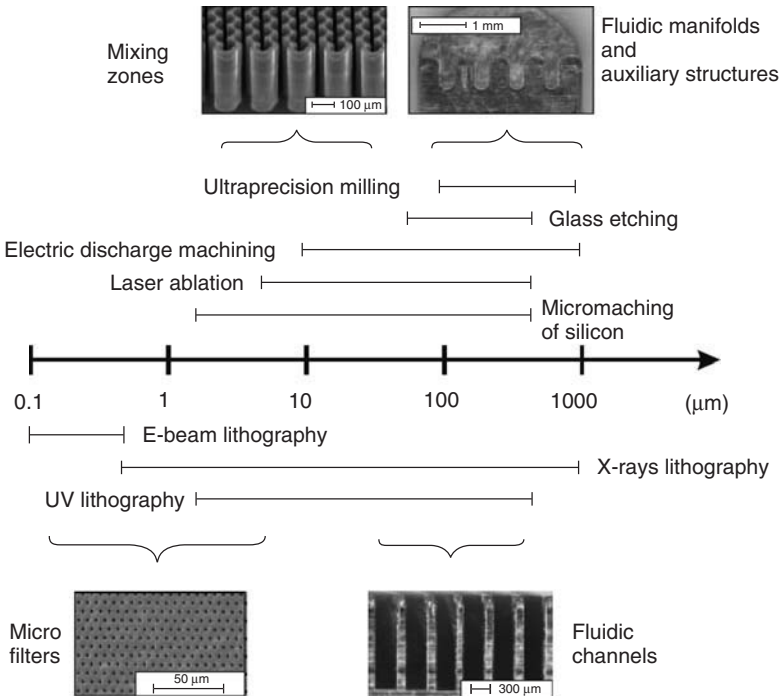 Mixing
zones
100 μm
1 mm
Fluidic manifolds
and
auxiliary structures
Ultraprecision milling
Glass etching
Electric discharge machining
Laser ablation
Micromaching
of silicon
0.1 1 10 100 1000 (μm)
E-beam lithography
X-rays lithography
UV lithography
Micro
filters
50 μm
300 μm
Fluidic
channels